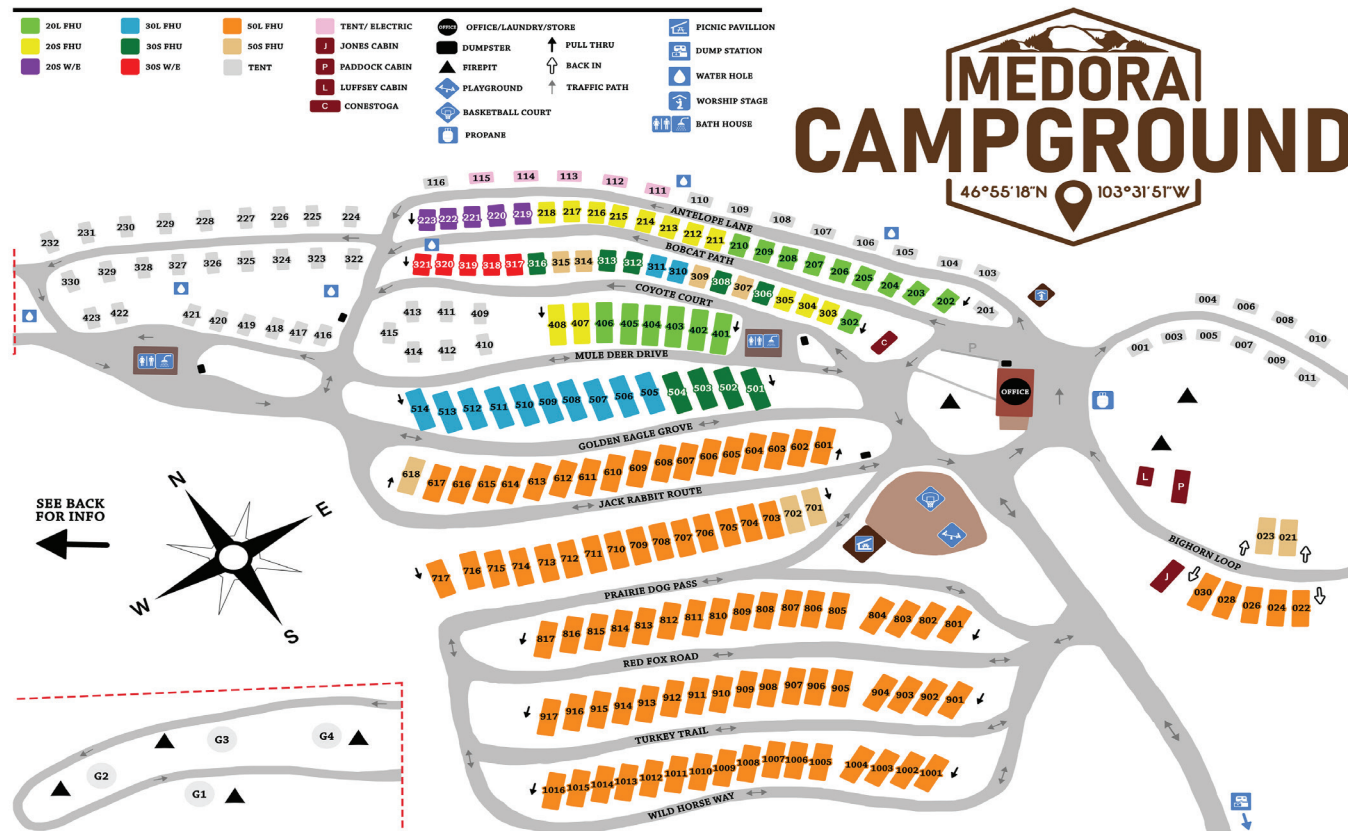 20L FHU
20S FHU
20S W/E
30L FHU
30S FHU
30S W/E
50L FHU
50S FHU
TENT
TENT/ ELECTRIC
J JONES CABIN
P PADDOCK CABIN
L LUFFSEY CABIN
C CONESTOGA
OFFICE OFFICE/LAUNDRY/STORE
DUMPSTER
FIREPIT
PLAYGROUND
BASKETBALL COURT
PROPANE
PULL THRU
BACK IN
TRAFFIC PATH
PICNIC PAVILLION
DUMP STATION
WATER HOLE
WORSHIP STAGE
BATH HOUSE
MEDORA
CAMPGROUND
46°55'18"N 103°31'51"W
116 115 114 113 112 111 110 109 108 107 106 105 104 103
ANTELOPE LANE
223 222 221 220 219 218 217 216 215 214 213 212 211 210 209 208 207 206 205 204 203 202 201
BOBCAT PATH
232 231 230 229 228 227 226 225 224
330 329 328 327 326 325 324 323 322
321 320 319 318 317 316 315 314 313 312 311 310 309 308 307 306 305 304 303 302
COYOTE COURT
C
423 422 421 420 419 418 417 416
415 413 411 409
414 412 410
408 407 406 405 404 403 402 401
MULE DEER DRIVE
P
OFFICE
004 006 008 010
001 003 005 007 009 011
514 513 512 511 510 509 508 507 506 505 504 503 502 501
GOLDEN EAGLE GROVE
618 617 616 615 614 613 612 611 610 609 608 607 606 605 604 603 602 601
JACK RABBIT ROUTE
L P
717 716 715 714 713 712 711 710 709 708 707 706 705 704 703 702 701
PRAIRIE DOG PASS
023 021
BIGHORN LOOP
J
030 028 026 024 022
817 816 815 814 813 812 811 810 809 808 807 806 805 804 803 802 801
RED FOX ROAD
917 916 915 914 913 912 911 910 909 908 907 906 905 904 903 902 901
TURKEY TRAIL
1016 1015 1014 1013 1012 1011 1010 1009 1008 1007 1006 1005 1004 1003 1002 1001
WILD HORSE WAY
SEE BACK
FOR INFO
N
E
W
S
G3 G4
G2
G1